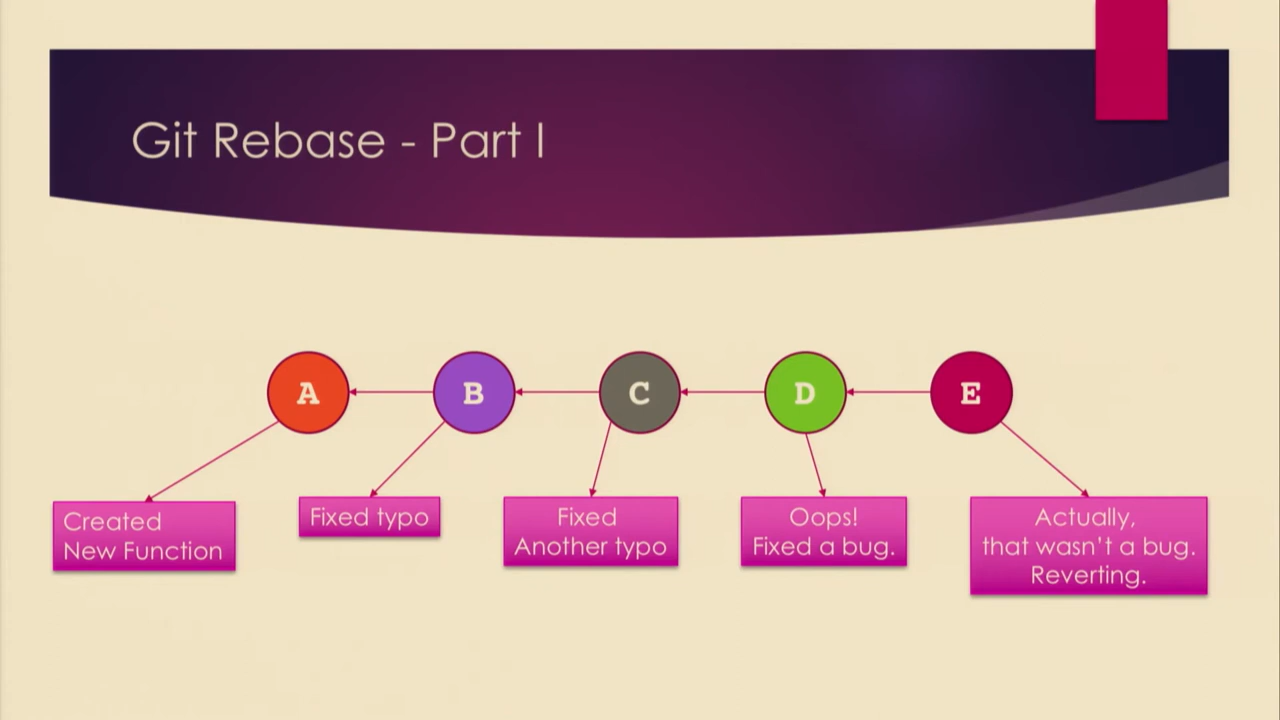 Git Rebase - Part I
A
B
C
D
E
Created
New Function
Fixed typo
Fixed
Another typo
Oops!
Fixed a bug.
Actually,
that wasn't a bug.
Reverting.